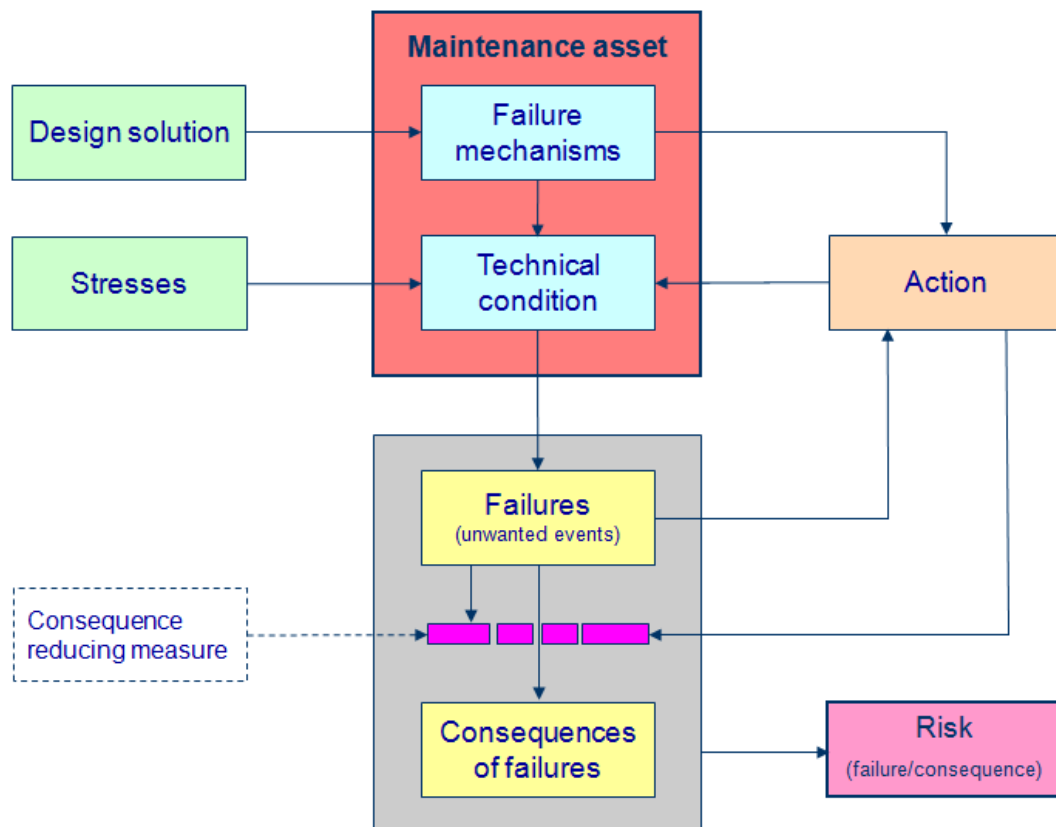 Maintenance asset
Design solution
Failure
mechanisms
Stresses
Technical
condition
Action
Failures
(unwanted events)
Consequence
reducing measure
Consequences
of failures
Risk
(failure/consequence)